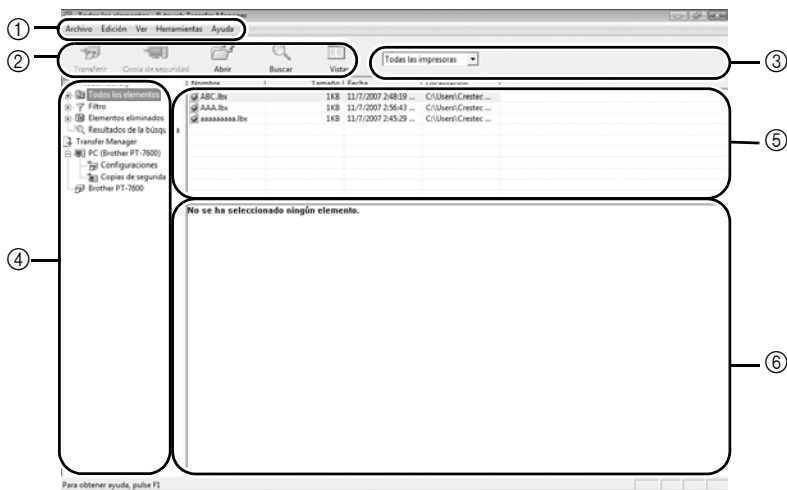 Todos los elementos - P-touch Transfer Manager
① Archivo Edición Ver Herramientas Ayuda
② Transferir Copia de seguridad Abrir Buscar Vistas
Todas las impresoras ③
Nombre Tamaño Fecha Localización
Todos los elementos
Filtro
Elementos eliminados
Resultados de la búsqu
Transfer Manager
PC (Brother PT-7600)
Configuraciones
Copias de segurida
Brother PT-7600
④
ABC.lbx 1KB 11/7/2007 2:48:19 ... C:\Users\Crestec ...
AAA.lbx 1KB 11/7/2007 2:56:43 ... C:\Users\Crestec ...
aaaaaaaaa.lbx 1KB 11/7/2007 2:45:29 ... C:\Users\Crestec ...
⑤
No se ha seleccionado ningún elemento.
⑥
Para obtener ayuda, pulse F1